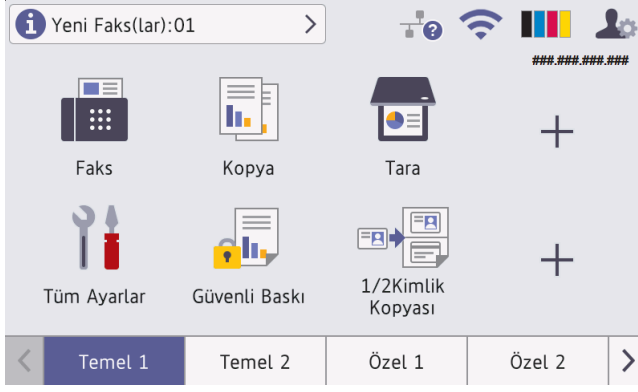 Yeni Faks(lar):01
###.###.###.###
Faks
Kopya
Tara
Tüm Ayarlar
Güvenli Baskı
1/2Kimlik
Kopyası
Temel 1
Temel 2
Özel 1
Özel 2